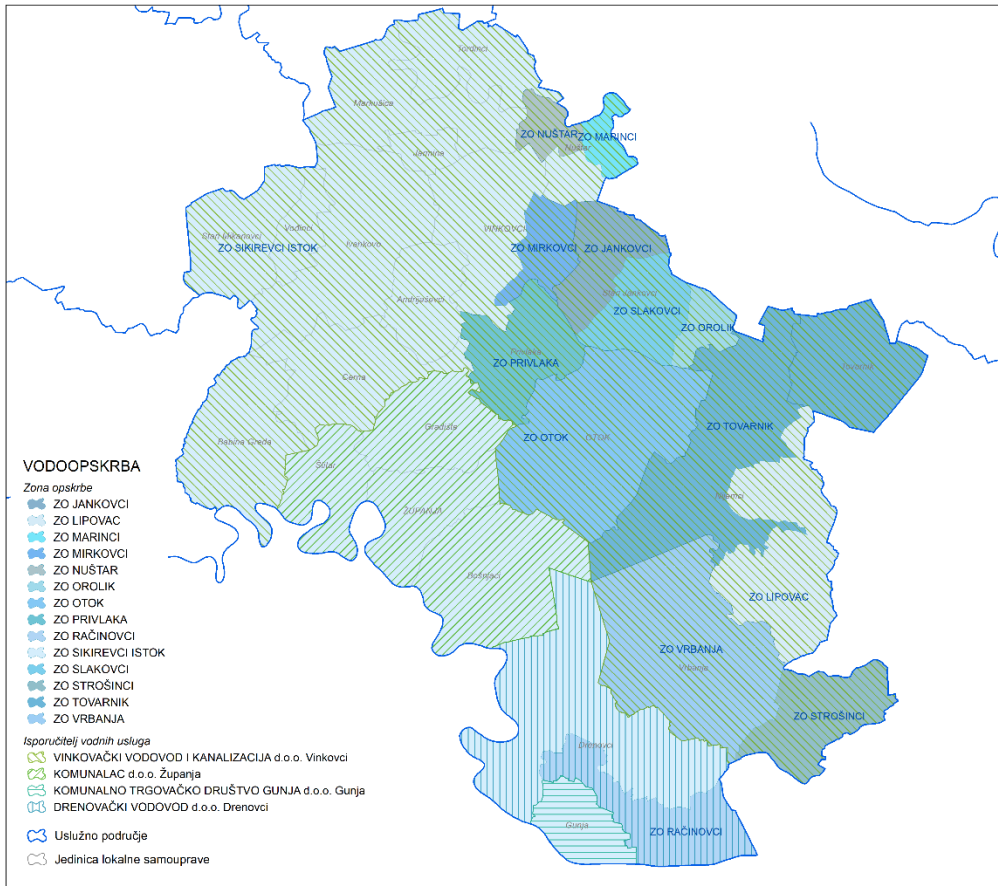 Tordinci
Markušica
ZO NUŠTAR
ZO MARINCI
Nuštar
Jarmina
Stari Mikanovci
Vođinci
VINKOVCI
ZO SIKIREVCI ISTOK
Ivankovo
ZO MIRKOVCI
ZO JANKOVCI
Stari Jankovci
Andrijaševci
ZO SLAKOVCI
ZO OROLIK
Privlaka
ZO PRIVLAKA
Tovarnik
Cerna
Gradište
ZO TOVARNIK
Babina Greda
ZO OTOK
OTOK
Štitar
Nijemci
ŽUPANJA
Bošnjaci
ZO LIPOVAC
ZO VRBANJA
Vrbanja
ZO STROŠINCI
Drenovci
Gunja
ZO RAČINOVCI
VODOOPSKRBA
Zona opskrbe
ZO JANKOVCI
ZO LIPOVAC
ZO MARINCI
ZO MIRKOVCI
ZO NUŠTAR
ZO OROLIK
ZO OTOK
ZO PRIVLAKA
ZO RAČINOVCI
ZO SIKIREVCI ISTOK
ZO SLAKOVCI
ZO STROŠINCI
ZO TOVARNIK
ZO VRBANJA
Isporučitelj vodnih usluga
VINKOVAČKI VODOVOD I KANALIZACIJA d.o.o. Vinkovci
KOMUNALAC d.o.o. Županja
KOMUNALNO TRGOVAČKO DRUŠTVO GUNJA d.o.o. Gunja
DRENOVAČKI VODOVOD d.o.o. Drenovci
Uslužno područje
Jedinica lokalne samouprave